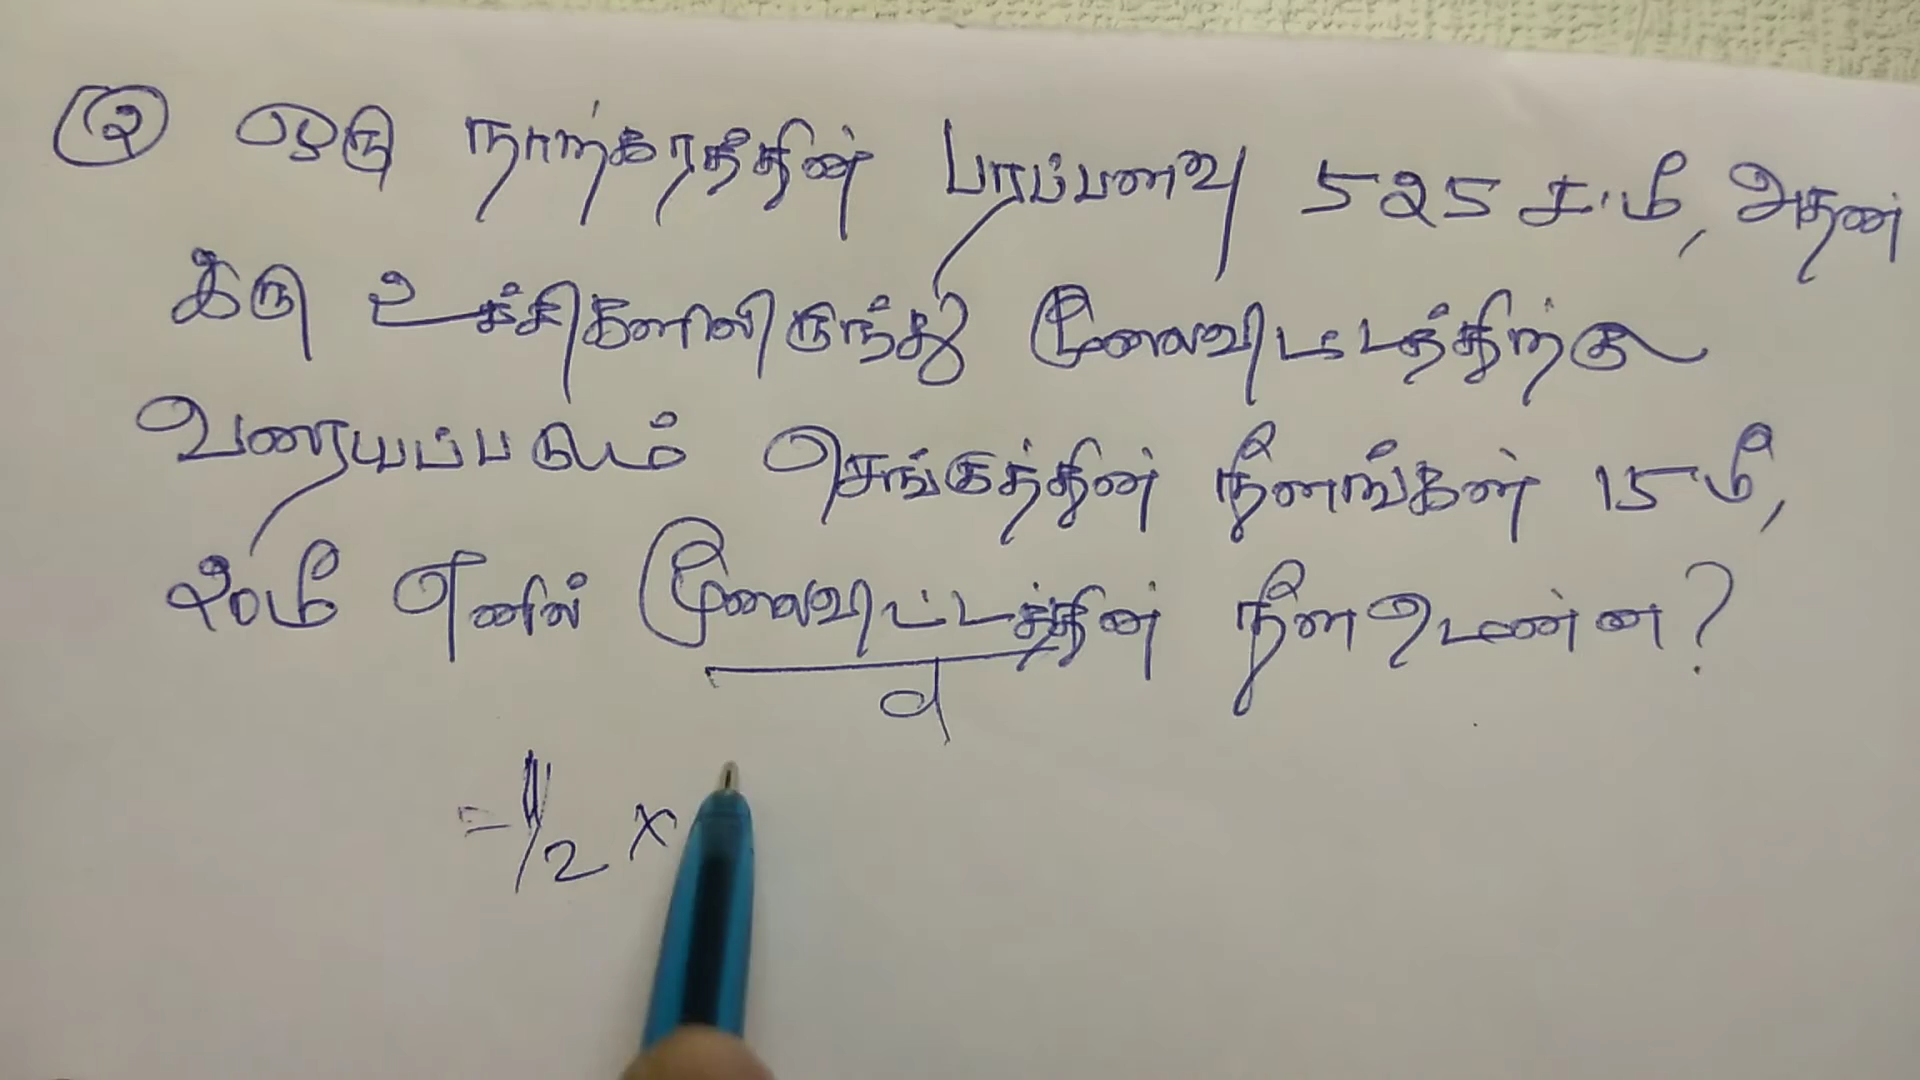 ② ஒரு நாற்கரத்தின் பரப்பளவு 525 ச.மீ, அதன்
இரு உச்சிகளிலிருந்து மூலைவிட்டத்திற்கு
வரையப்படும் செங்குத்தின் நீளங்கள் 15 மீ,
20மீ எனில் மூலைவிட்டத்தின் நீளமென்ன?
d
= 1/2 ×